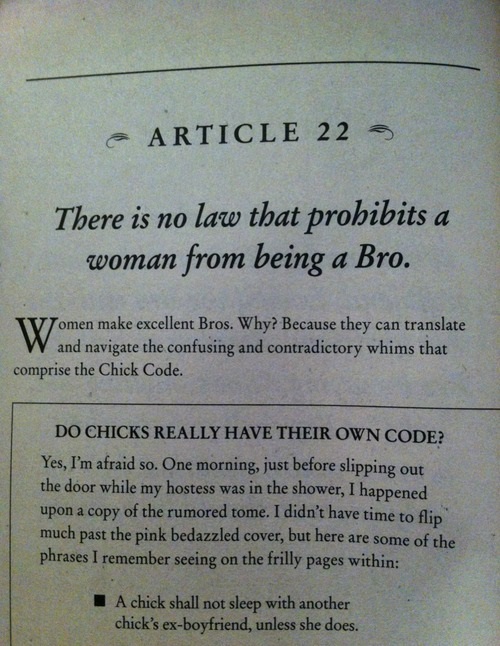 ARTICLE 22
There is no law that prohibits a
woman from being a Bro.
Women make excellent Bros. Why? Because they can translate
and navigate the confusing and contradictory whims that
comprise the Chick Code.
DO CHICKS REALLY HAVE THEIR OWN CODE?
Yes, I'm afraid so. One morning, just before slipping out
the door while my hostess was in the shower, I happened
upon a copy of the rumored tome. I didn't have time to flip
much past the pink bedazzled cover, but here are some of the
phrases I remember seeing on the frilly pages within:
■ A chick shall not sleep with another
chick's ex-boyfriend, unless she does.